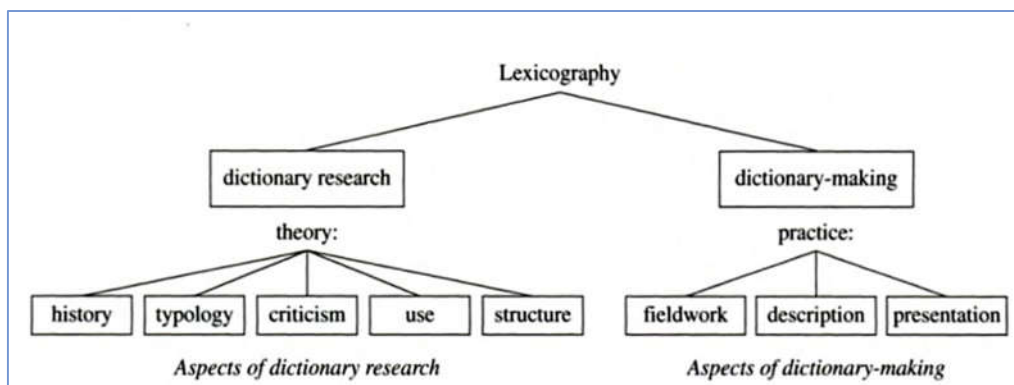 Lexicography
dictionary research dictionary-making
theory: practice:
history typology criticism use structure fieldwork description presentation
Aspects of dictionary research Aspects of dictionary-making